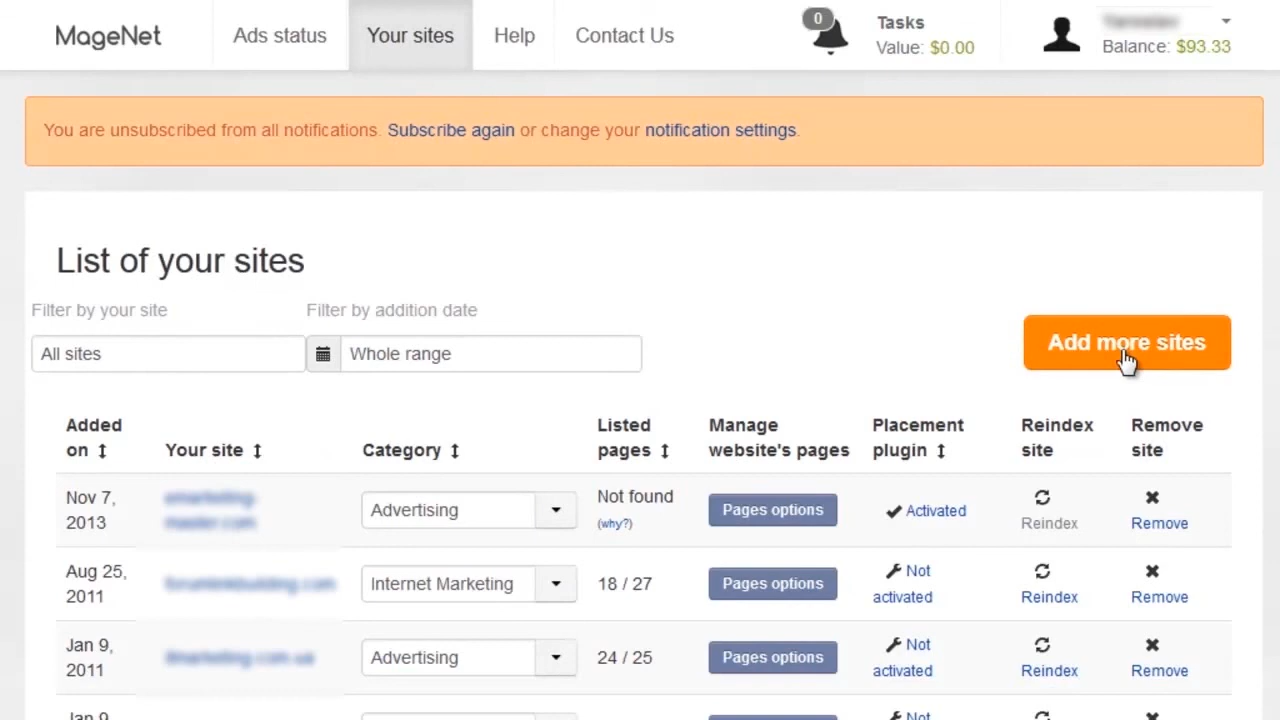 MageNet
Ads status
Your sites
Help
Contact Us
0
Tasks
Value: $0.00
Balance: $93.33
You are unsubscribed from all notifications. Subscribe again or change your notification settings.
List of your sites
Filter by your site
Filter by addition date
All sites
Whole range
Add more sites
Added on
Your site
Category
Listed pages
Manage website's pages
Placement plugin
Reindex site
Remove site
Nov 7, 2013
Advertising
Not found
(why?)
Pages options
Activated
Reindex
Remove
Aug 25, 2011
Internet Marketing
18 / 27
Pages options
Not activated
Reindex
Remove
Jan 9, 2011
Advertising
24 / 25
Pages options
Not activated
Reindex
Remove
Jan 9
Not